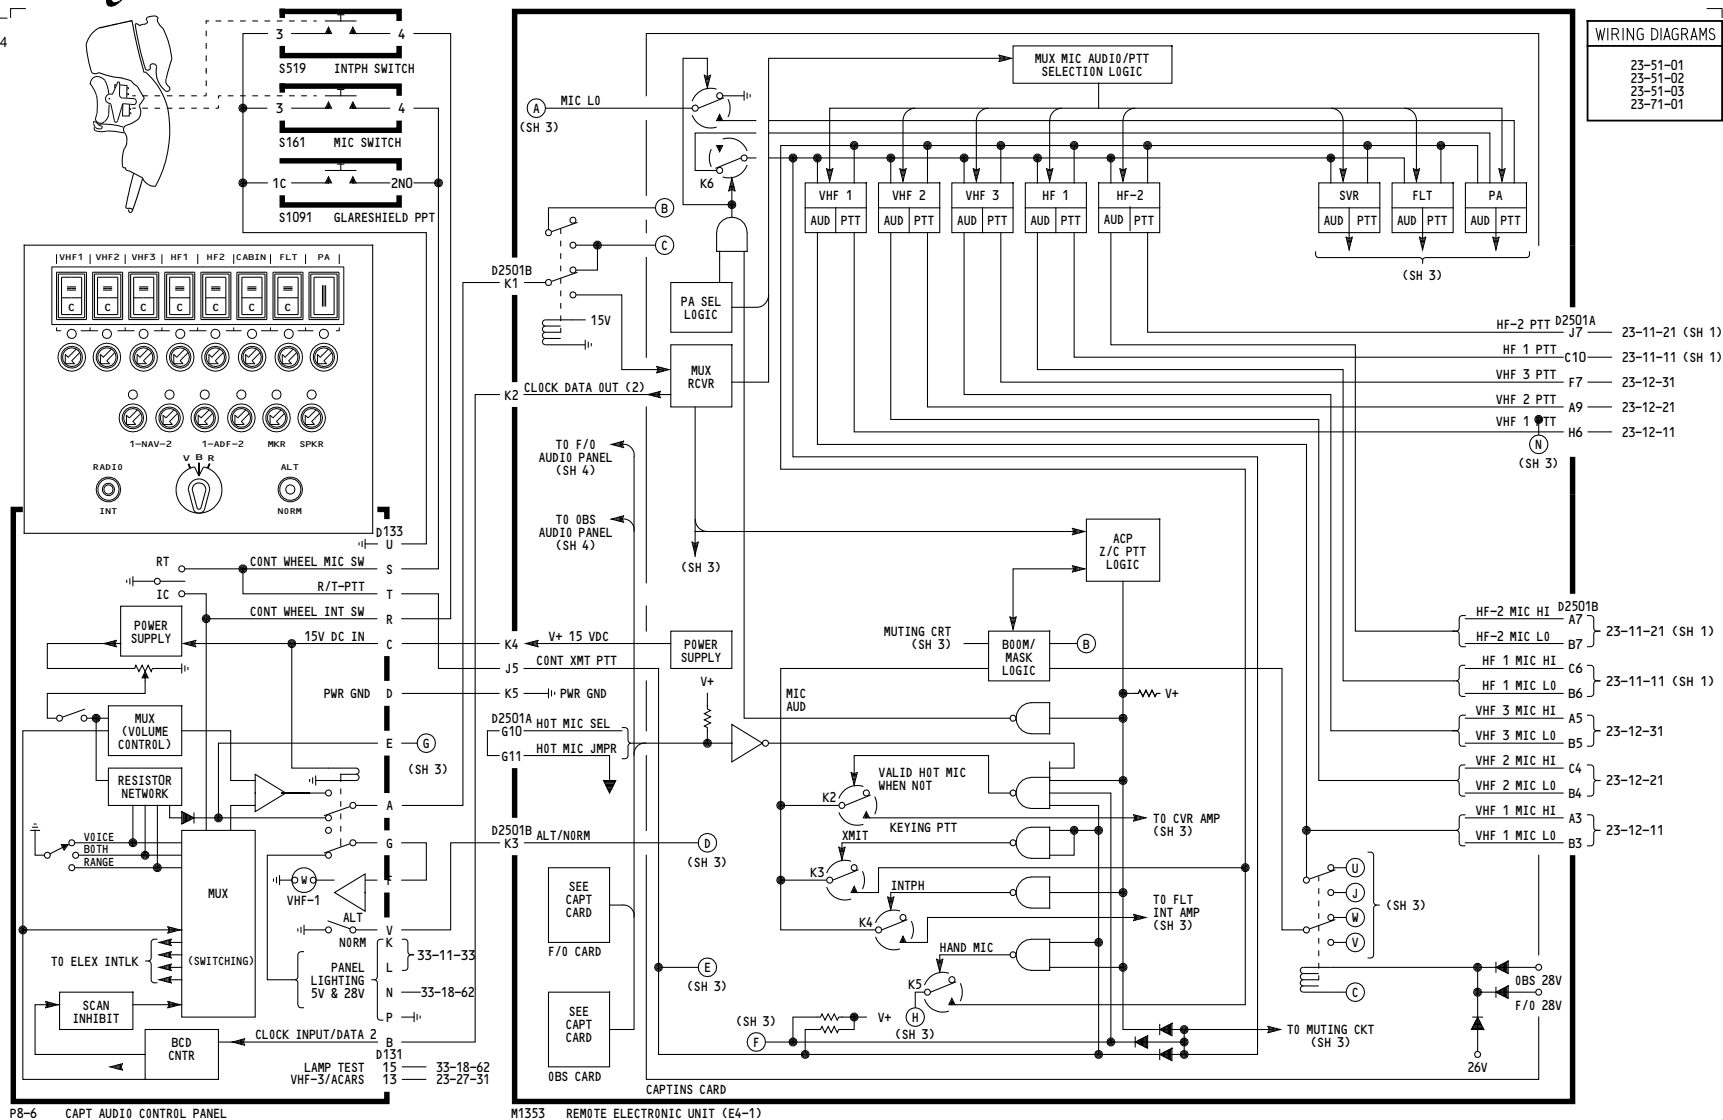 4
3
4
S519 INTPH SWITCH
3
4
S161 MIC SWITCH
1C
2NO
S1091 GLARESHIELD PPT
WIRING DIAGRAMS
23-51-01
23-51-02
23-51-03
23-71-01
VHF1 VHF2 VHF3 HF1 HF2 CABIN FLT PA
C C C C C C C
1-NAV-2 1-ADF-2 MKR SPKR
V B R
RADIO
INT
ALT
NORM
D133
U
RT
CONT WHEEL MIC SW
S
IC
R/T-PTT
T
CONT WHEEL INT SW
R
POWER
SUPPLY
15V DC IN
C
PWR GND
D
MUX
(VOLUME
CONTROL)
E
G
(SH 3)
RESISTOR
NETWORK
A
VOICE
BOTH
RANGE
G
MUX
(SWITCHING)
W
VHF-1
ALT
NORM
V
K
L
33-11-33
TO ELEX INTLK
PANEL
LIGHTING
5V & 28V
N
33-18-62
P
SCAN
INHIBIT
BCD
CNTR
CLOCK INPUT/DATA 2
B
D131
LAMP TEST 15 33-18-62
VHF-3/ACARS 13 23-27-31
P8-6 CAPT AUDIO CONTROL PANEL
A
MIC LO
(SH 3)
K6
B
C
D2501B
K1
15V
PA SEL
LOGIC
MUX
RCVR
K2
CLOCK DATA OUT (2)
MUX MIC AUDIO/PTT
SELECTION LOGIC
VHF 1
AUD PTT
VHF 2
AUD PTT
VHF 3
AUD PTT
HF 1
AUD PTT
HF-2
AUD PTT
SVR
AUD PTT
FLT
AUD PTT
PA
AUD PTT
(SH 3)
D2501A
HF-2 PTT J7 23-11-21 (SH 1)
HF 1 PTT C10 23-11-11 (SH 1)
VHF 3 PTT F7 23-12-31
VHF 2 PTT A9 23-12-21
VHF 1 PTT H6 23-12-11
N
(SH 3)
TO F/O
AUDIO PANEL
(SH 4)
TO OBS
AUDIO PANEL
(SH 4)
(SH 3)
ACP
Z/C PTT
LOGIC
MUTING CRT
(SH 3)
BOOM/
MASK
LOGIC
B
K4
V+ 15 VDC
POWER
SUPPLY
J5
CONT XMT PTT
K5
PWR GND
V+
MIC
AUD
V+
D2501A
G10
HOT MIC SEL
G11
HOT MIC JMPR
VALID HOT MIC
WHEN NOT
K2
KEYING PTT
TO CVR AMP
(SH 3)
D2501B
K3
ALT/NORM
D
(SH 3)
XMIT
K3
SEE
CAPT
CARD
F/O CARD
INTPH
K4
TO FLT
INT AMP
(SH 3)
HAND MIC
K5
H
(SH 3)
E
(SH 3)
SEE
CAPT
CARD
OBS CARD
(SH 3)
F
V+
TO MUTING CKT
(SH 3)
D2501B
HF-2 MIC HI A7
HF-2 MIC LO B7
23-11-21 (SH 1)
HF 1 MIC HI C6
HF 1 MIC LO B6
23-11-11 (SH 1)
VHF 3 MIC HI A5
VHF 3 MIC LO B5
23-12-31
VHF 2 MIC HI C4
VHF 2 MIC LO B4
23-12-21
VHF 1 MIC HI A3
VHF 1 MIC LO B3
23-12-11
U
J
W
V
(SH 3)
C
OBS 28V
F/O 28V
26V
CAPTINS CARD
M1353 REMOTE ELECTRONIC UNIT (E4-1)